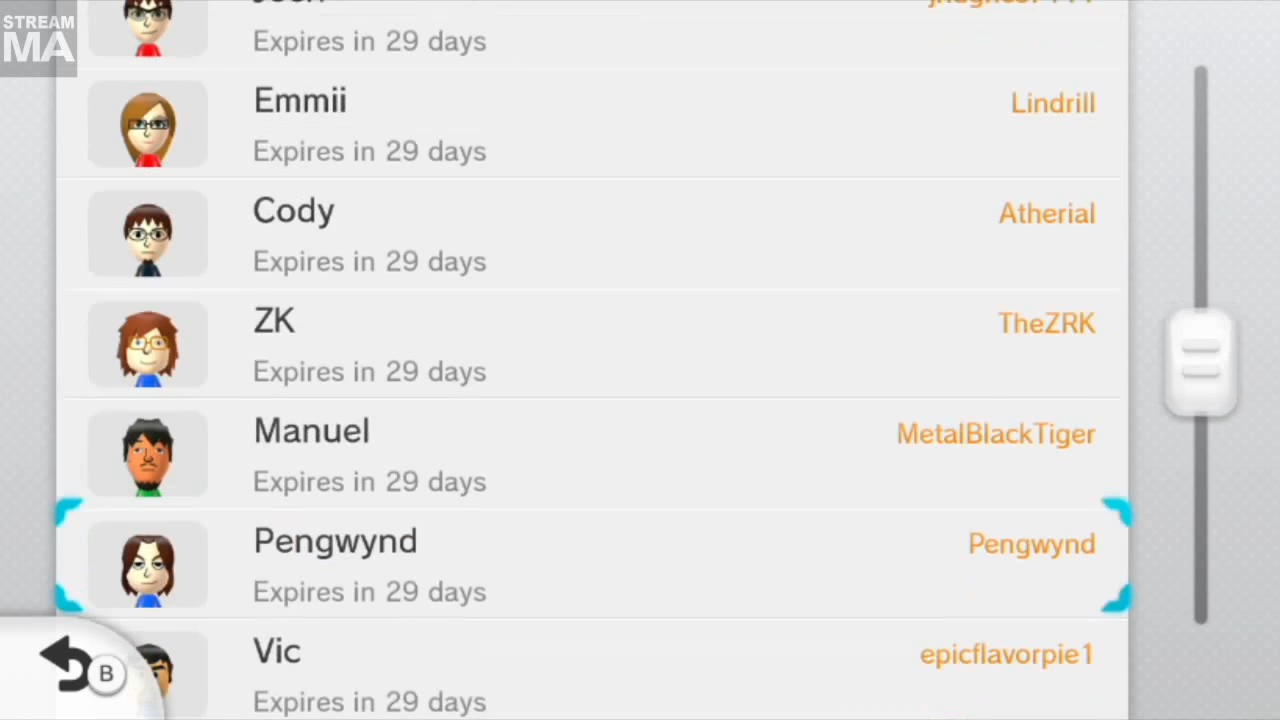 STREAM
MA
Expires in 29 days
Emmii
Lindrill
Expires in 29 days
Cody
Atherial
Expires in 29 days
ZK
TheZRK
Expires in 29 days
Manuel
MetalBlackTiger
Expires in 29 days
Pengwynd
Pengwynd
Expires in 29 days
Vic
epicflavorpie1
Expires in 29 days
B